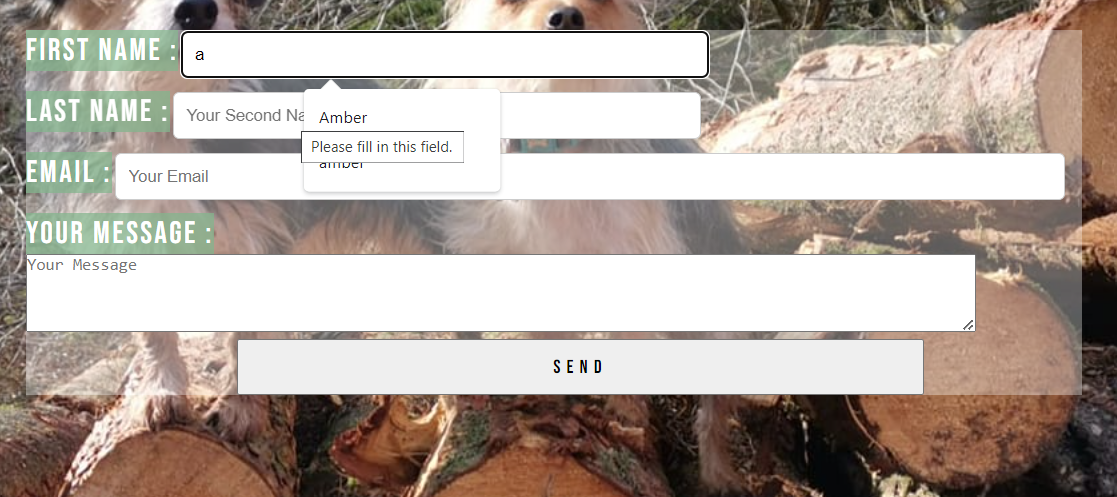 FIRST NAME :
a
LAST NAME :
Your Second Na
Amber
Please fill in this field.
amber
EMAIL :
Your Email
YOUR MESSAGE :
Your Message
SEND